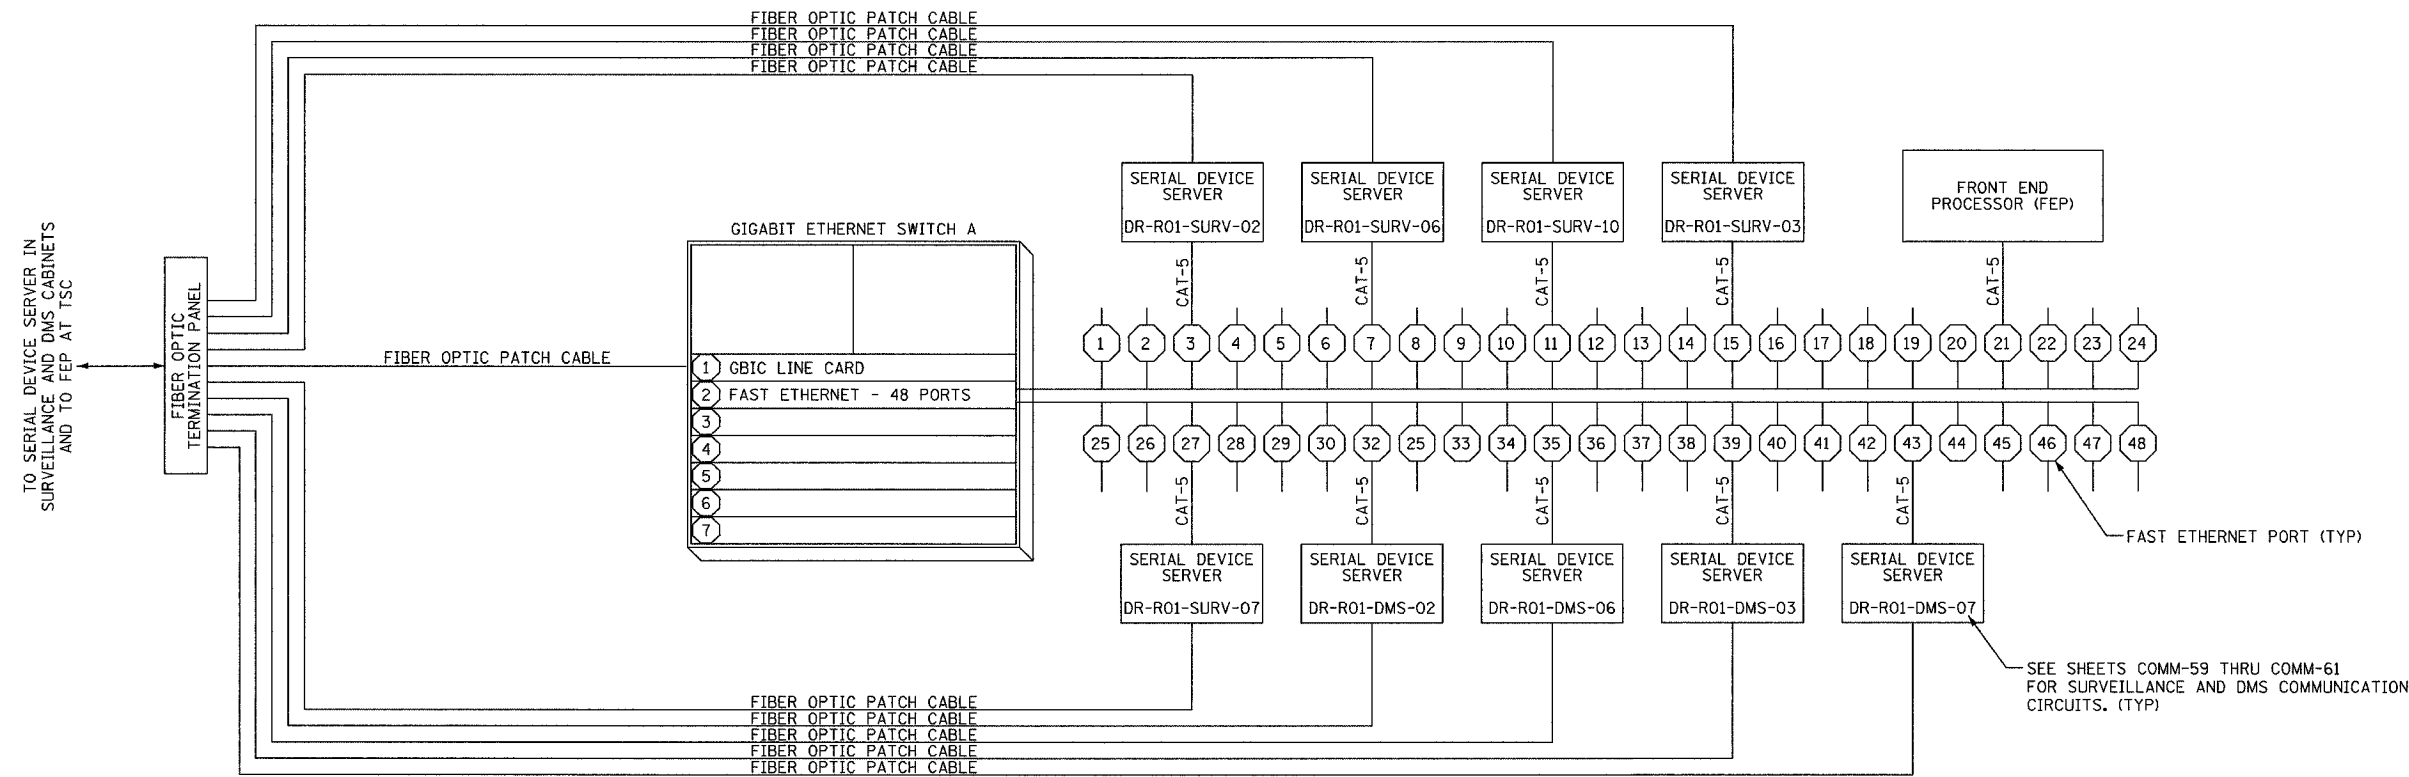 FIBER OPTIC PATCH CABLE
FIBER OPTIC PATCH CABLE
FIBER OPTIC PATCH CABLE
FIBER OPTIC PATCH CABLE
TO SERIAL DEVICE SERVER IN
SURVEILLANCE AND DMS CABINETS
AND TO FEP AT TSC
FIBER OPTIC
TERMINATION PANEL
FIBER OPTIC PATCH CABLE
GIGABIT ETHERNET SWITCH A
1 GBIC LINE CARD
2 FAST ETHERNET - 48 PORTS
3
4
5
6
7
SERIAL DEVICE
SERVER
DR-R01-SURV-02
SERIAL DEVICE
SERVER
DR-R01-SURV-06
SERIAL DEVICE
SERVER
DR-R01-SURV-10
SERIAL DEVICE
SERVER
DR-R01-SURV-03
FRONT END
PROCESSOR (FEP)
CAT-5
CAT-5
CAT-5
CAT-5
CAT-5
1 2 3 4 5 6 7 8 9 10 11 12 13 14 15 16 17 18 19 20 21 22 23 24
25 26 27 28 29 30 32 25 33 34 35 36 37 38 39 40 41 42 43 44 45 46 47 48
CAT-5
CAT-5
CAT-5
CAT-5
CAT-5
FAST ETHERNET PORT (TYP)
SERIAL DEVICE
SERVER
DR-R01-SURV-07
SERIAL DEVICE
SERVER
DR-R01-DMS-02
SERIAL DEVICE
SERVER
DR-R01-DMS-06
SERIAL DEVICE
SERVER
DR-R01-DMS-03
SERIAL DEVICE
SERVER
DR-R01-DMS-07
SEE SHEETS COMM-59 THRU COMM-61
FOR SURVEILLANCE AND DMS COMMUNICATION
CIRCUITS. (TYP)
FIBER OPTIC PATCH CABLE
FIBER OPTIC PATCH CABLE
FIBER OPTIC PATCH CABLE
FIBER OPTIC PATCH CABLE
FIBER OPTIC PATCH CABLE